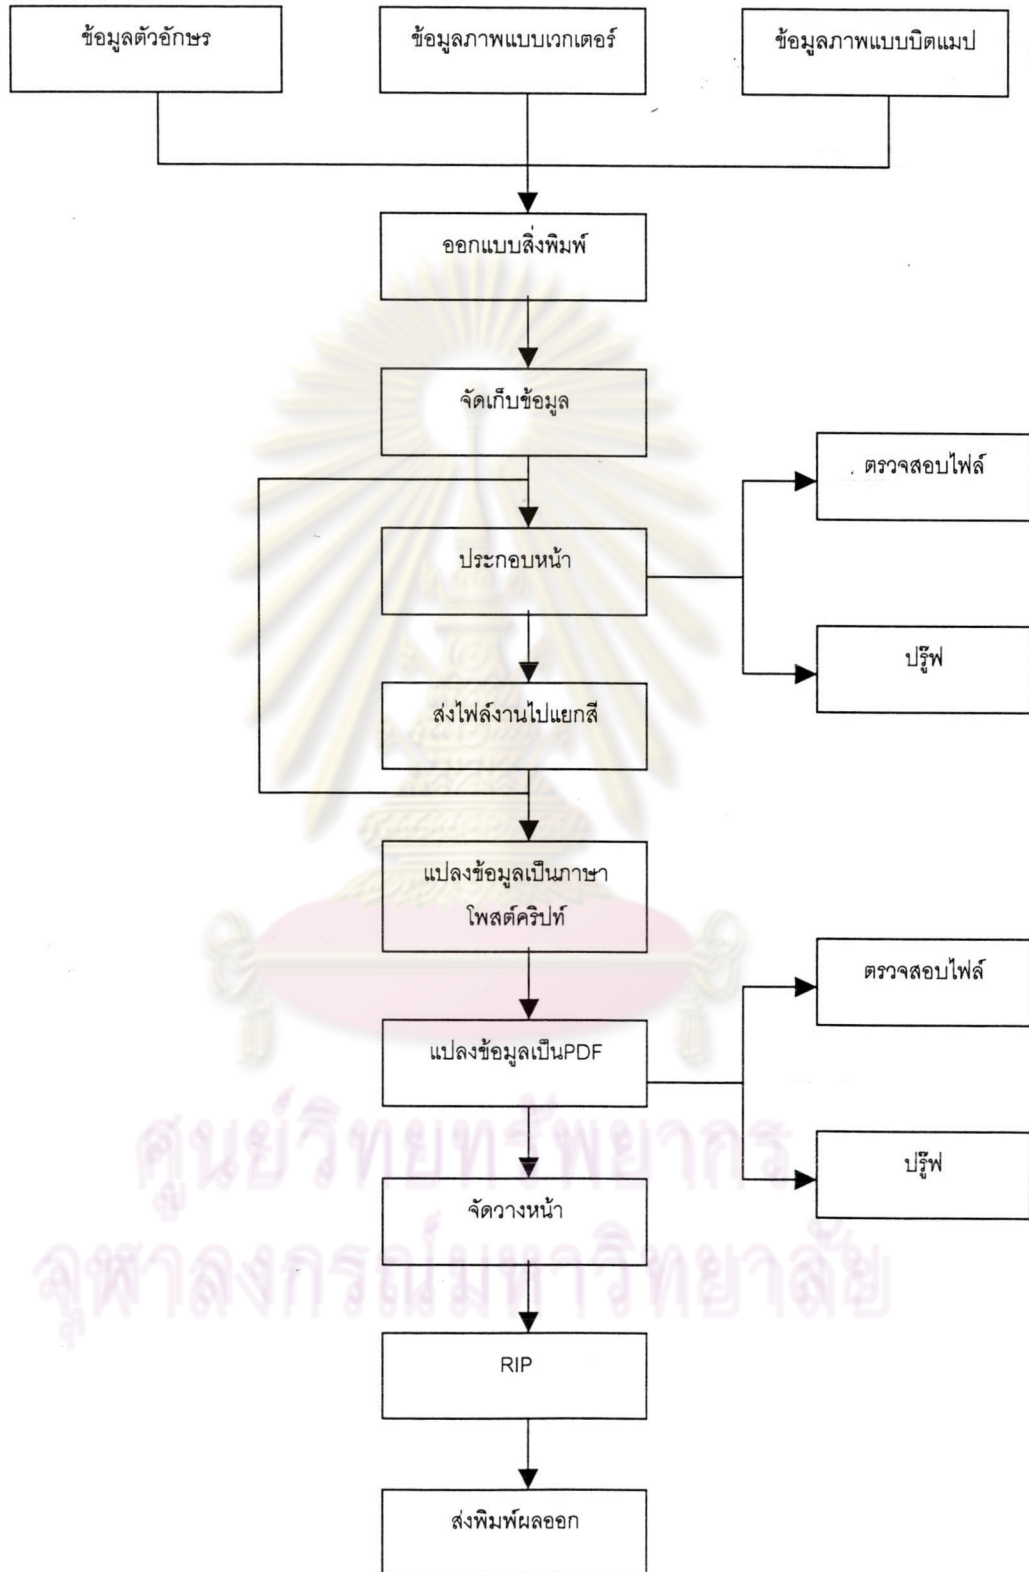 ข้อมูลตัวอักษร
ข้อมูลภาพแบบเวกเตอร์
ข้อมูลภาพแบบบิตแมป
ออกแบบสิ่งพิมพ์
จัดเก็บข้อมูล
ตรวจสอบไฟล์
ประกอบหน้า
ปรู๊ฟ
ส่งไฟล์งานไปแยกสี
แปลงข้อมูลเป็นภาษา
โพสต์คริปท์
ตรวจสอบไฟล์
แปลงข้อมูลเป็นPDF
ปรู๊ฟ
จัดวางหน้า
RIP
ส่งพิมพ์ผลออก
ศูนย์วิทยทรัพยากร
จุฬาลงกรณ์มหาวิทยาลัย